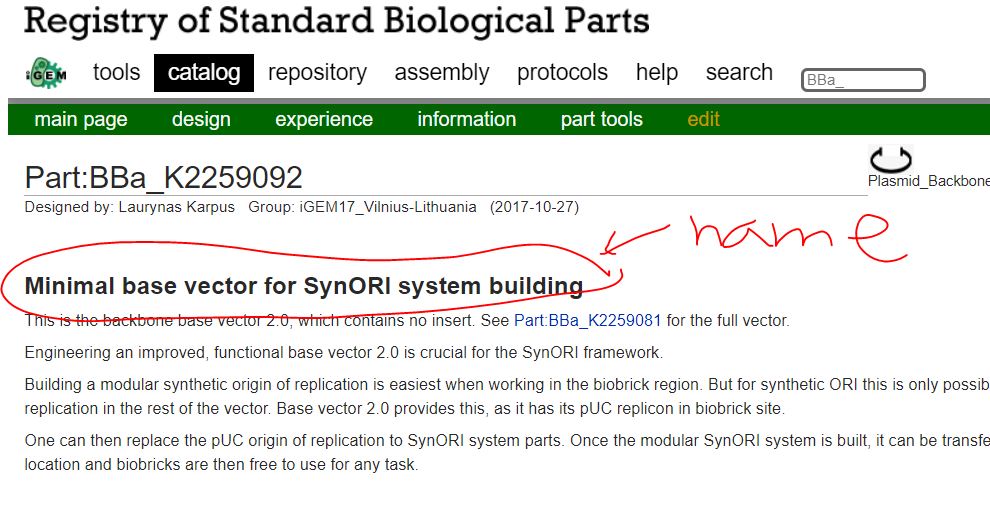 Registry of Standard Biological Parts
iGEM tools catalog repository assembly protocols help search BBa_
main page design experience information part tools edit
Part:BBa_K2259092
Plasmid_Backbone
Designed by: Laurynas Karpus Group: iGEM17_Vilnius-Lithuania (2017-10-27)
name
Minimal base vector for SynORI system building
This is the backbone base vector 2.0, which contains no insert. See Part:BBa_K2259081 for the full vector.
Engineering an improved, functional base vector 2.0 is crucial for the SynORI framework.
Building a modular synthetic origin of replication is easiest when working in the biobrick region. But for synthetic ORI this is only possib
replication in the rest of the vector. Base vector 2.0 provides this, as it has its pUC replicon in biobrick site.
One can then replace the pUC origin of replication to SynORI system parts. Once the modular SynORI system is built, it can be transfe
location and biobricks are then free to use for any task.